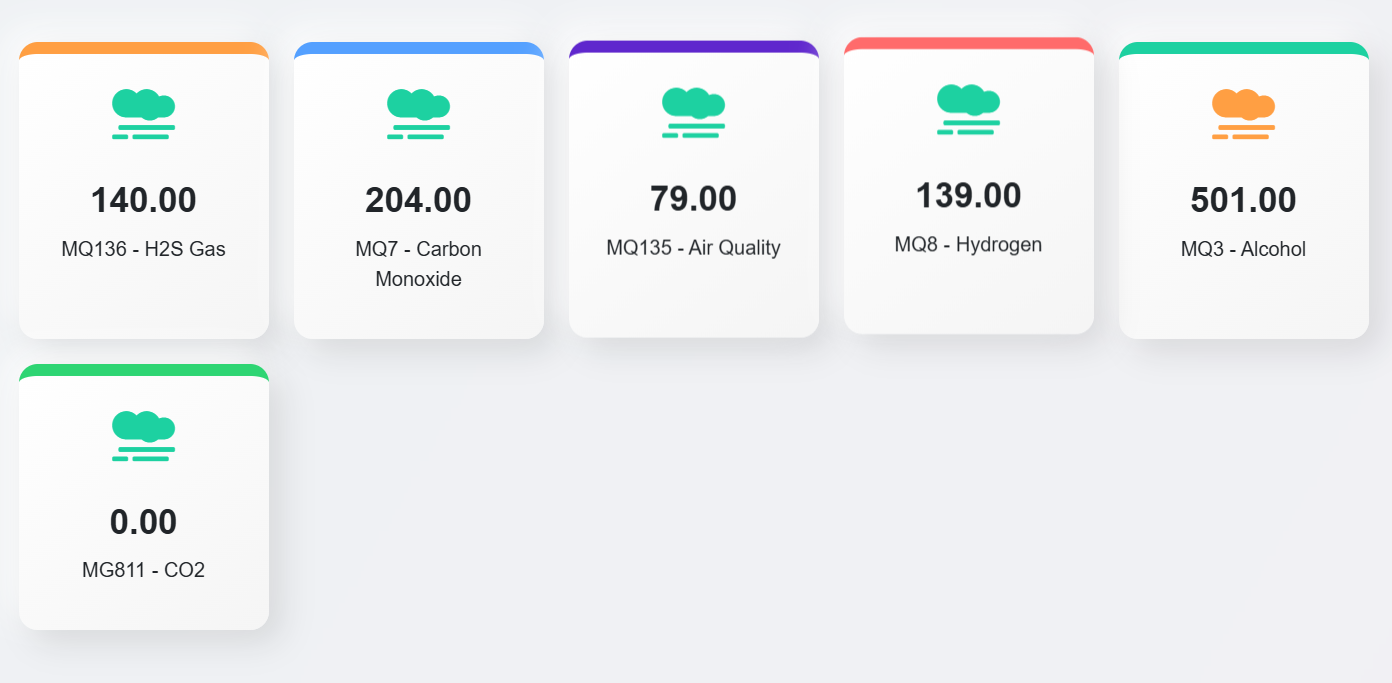 140.00
MQ136 - H2S Gas
204.00
MQ7 - Carbon
Monoxide
79.00
MQ135 - Air Quality
139.00
MQ8 - Hydrogen
501.00
MQ3 - Alcohol
0.00
MG811 - CO2